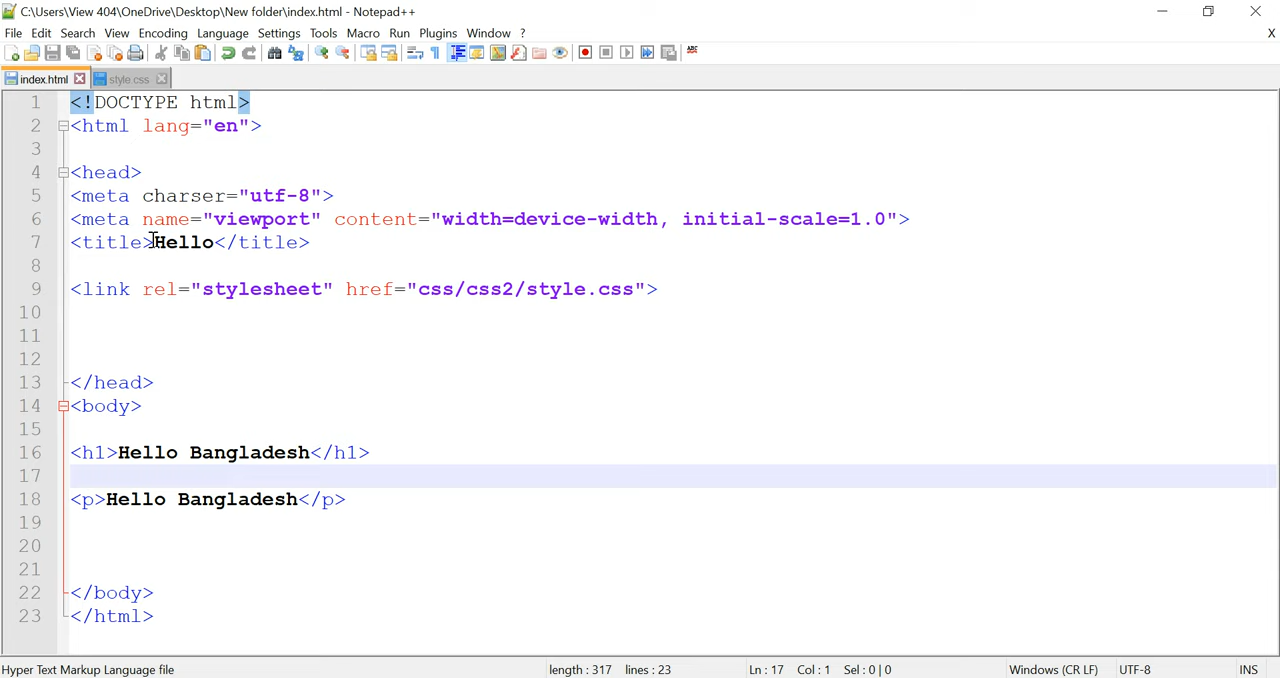 C:\Users\View 404\OneDrive\Desktop\New folder\index.html - Notepad++
File Edit Search View Encoding Language Settings Tools Macro Run Plugins Window ? X
index.html style.css
1 <!DOCTYPE html>
2 <html lang="en">
3
4 <head>
5 <meta charser="utf-8">
6 <meta name="viewport" content="width=device-width, initial-scale=1.0">
7 <title>Hello</title>
8
9 <link rel="stylesheet" href="css/css2/style.css">
10
11
12
13 </head>
14 <body>
15
16 <h1>Hello Bangladesh</h1>
17
18 <p>Hello Bangladesh</p>
19
20
21
22 </body>
23 </html>
Hyper Text Markup Language file length : 317 lines : 23 Ln : 17 Col : 1 Sel : 0 | 0 Windows (CR LF) UTF-8 INS